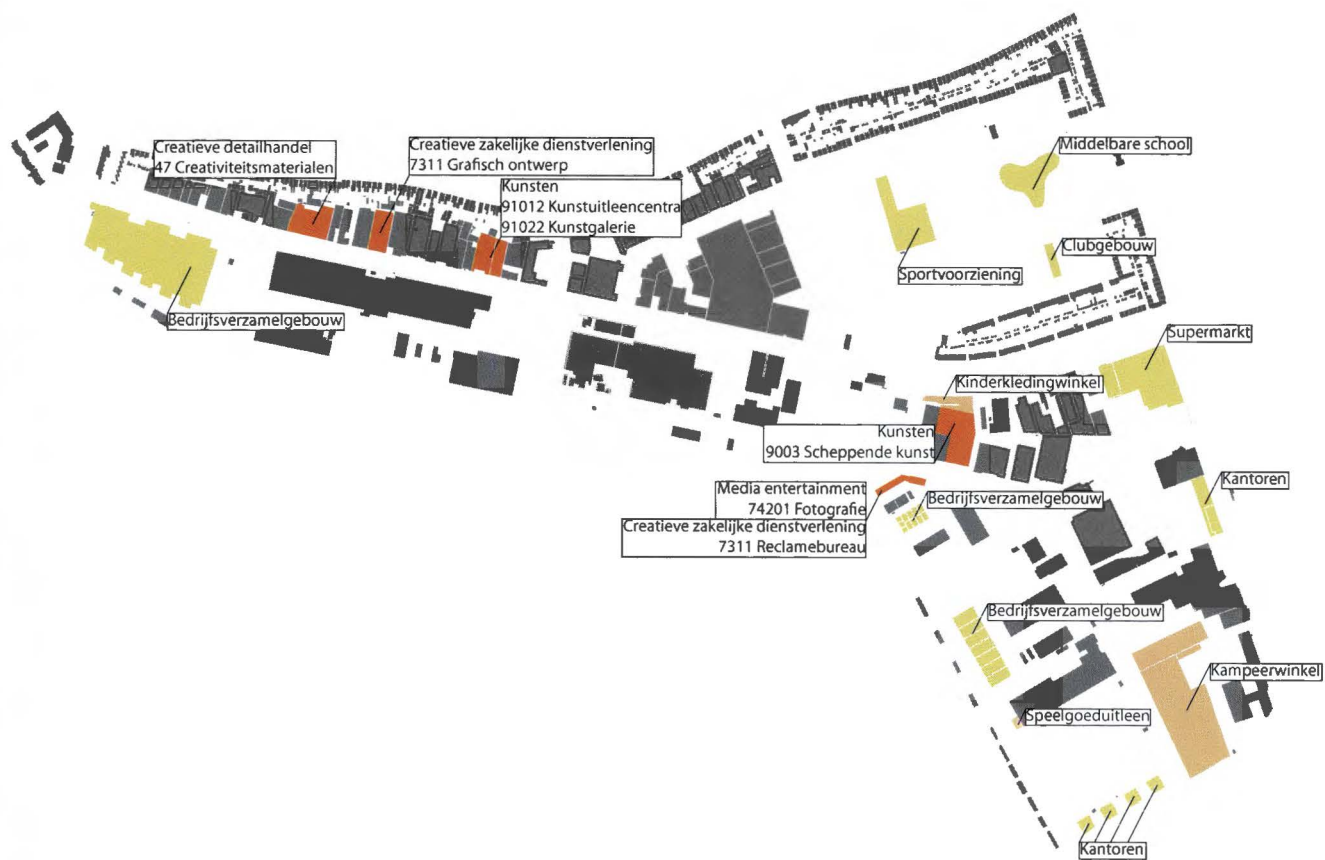 Creatieve detailhandel
47 Creativiteitsmaterialen
Creatieve zakelijke dienstverlening
7311 Grafisch ontwerp
Kunsten
91012 Kunstuitleencentra
91022 Kunstgalerie
Middelbare school
Sportvoorziening
Clubgebouw
Bedrijfsverzamelgebouw
Supermarkt
Kinderkledingwinkel
Kunsten
9003 Scheppende kunst
Media entertainment
74201 Fotografie
Creatieve zakelijke dienstverlening
7311 Reclamebureau
Bedrijfsverzamelgebouw
Kantoren
Bedrijfsverzamelgebouw
Kampeerwinkel
Speelgoeduitleen
Kantoren